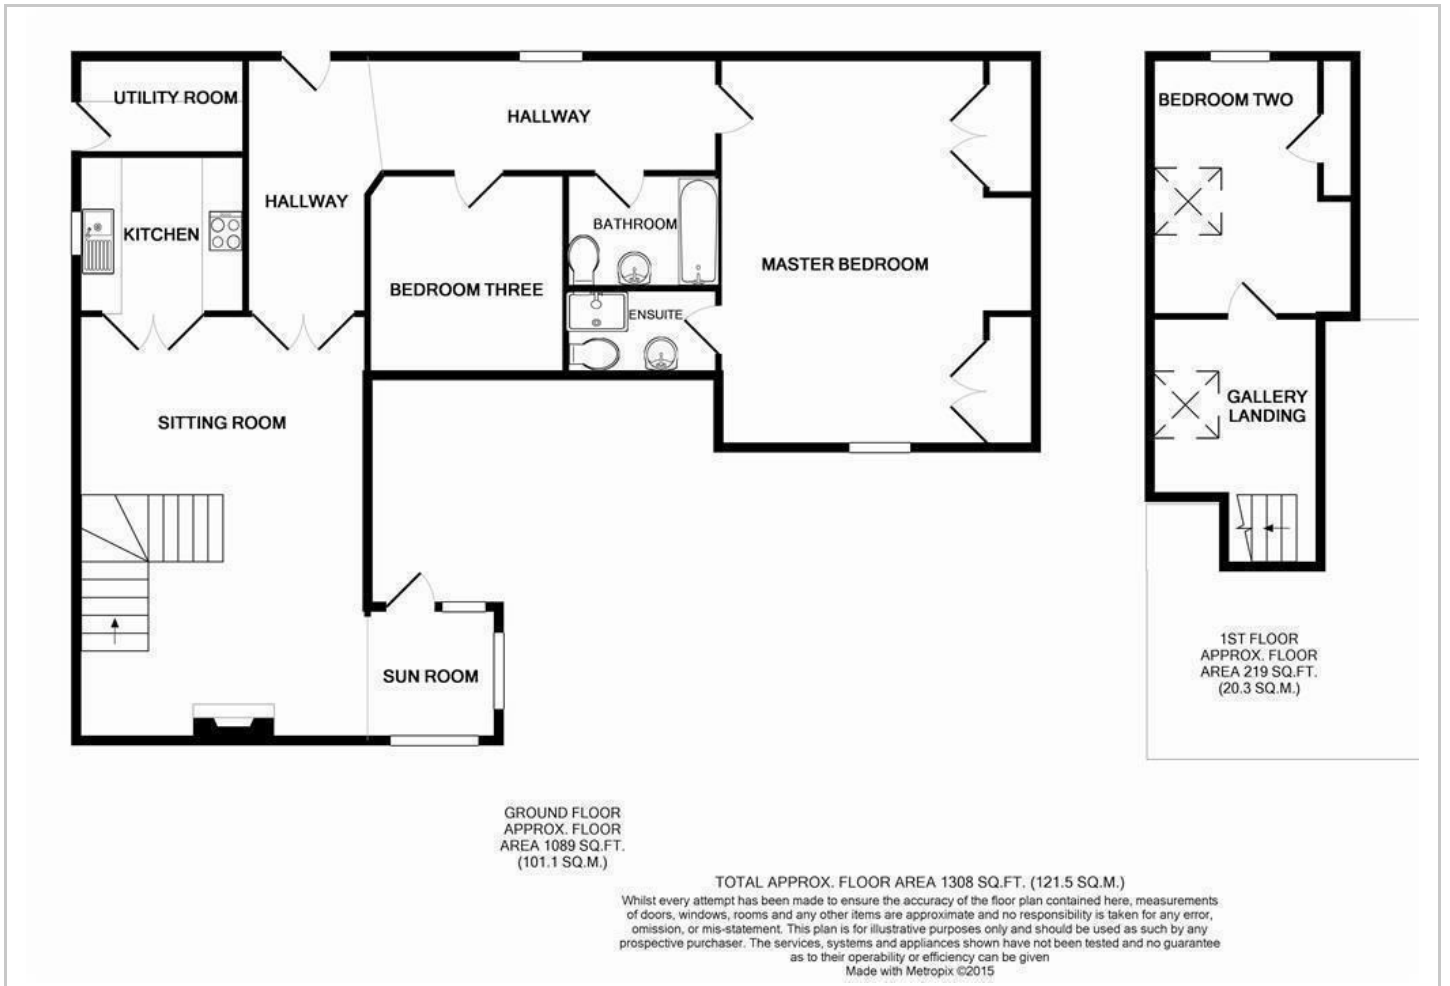 UTILITY ROOM
HALLWAY
BEDROOM TWO
HALLWAY
KITCHEN
BATHROOM
MASTER BEDROOM
BEDROOM THREE
ENSUITE
SITTING ROOM
GALLERY
LANDING
SUN ROOM
1ST FLOOR
APPROX. FLOOR
AREA 219 SQ.FT.
(20.3 SQ.M.)
GROUND FLOOR
APPROX. FLOOR
AREA 1089 SQ.FT.
(101.1 SQ.M.)
TOTAL APPROX. FLOOR AREA 1308 SQ.FT. (121.5 SQ.M.)
Whilst every attempt has been made to ensure the accuracy of the floor plan contained here, measurements
of doors, windows, rooms and any other items are approximate and no responsibility is taken for any error,
omission, or mis-statement. This plan is for illustrative purposes only and should be used as such by any
prospective purchaser. The services, systems and appliances shown have not been tested and no guarantee
as to their operability or efficiency can be given
Made with Metropix ©2015